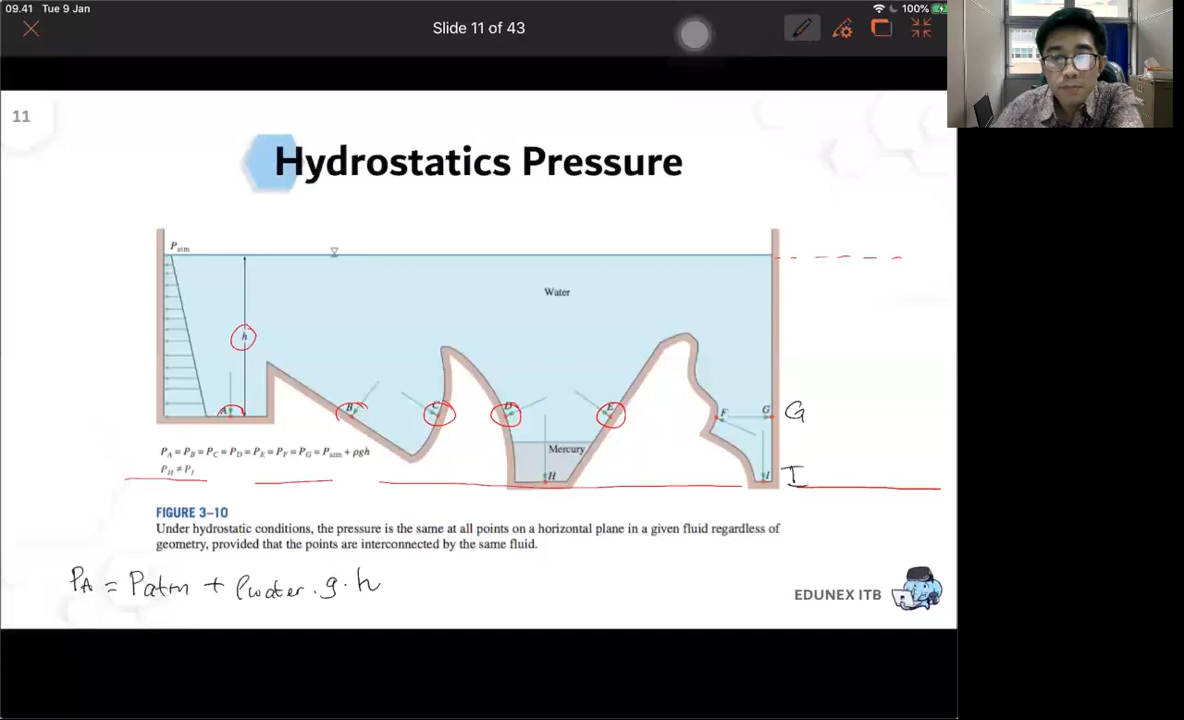 09.41 Tue 9 Jan
100%
Slide 11 of 43
11
Hydrostatics Pressure
Patm
Water
h
A
B
C
D
E
F
G
G
Mercury
H
I
I
PA = PB = PC = PD = PE = PF = PG = Patm + ρgh
PH ≠ PI
FIGURE 3–10
Under hydrostatic conditions, the pressure is the same at all points on a horizontal plane in a given fluid regardless of
geometry, provided that the points are interconnected by the same fluid.
PA = Patm + ρwater . g . h
EDUNEX ITB